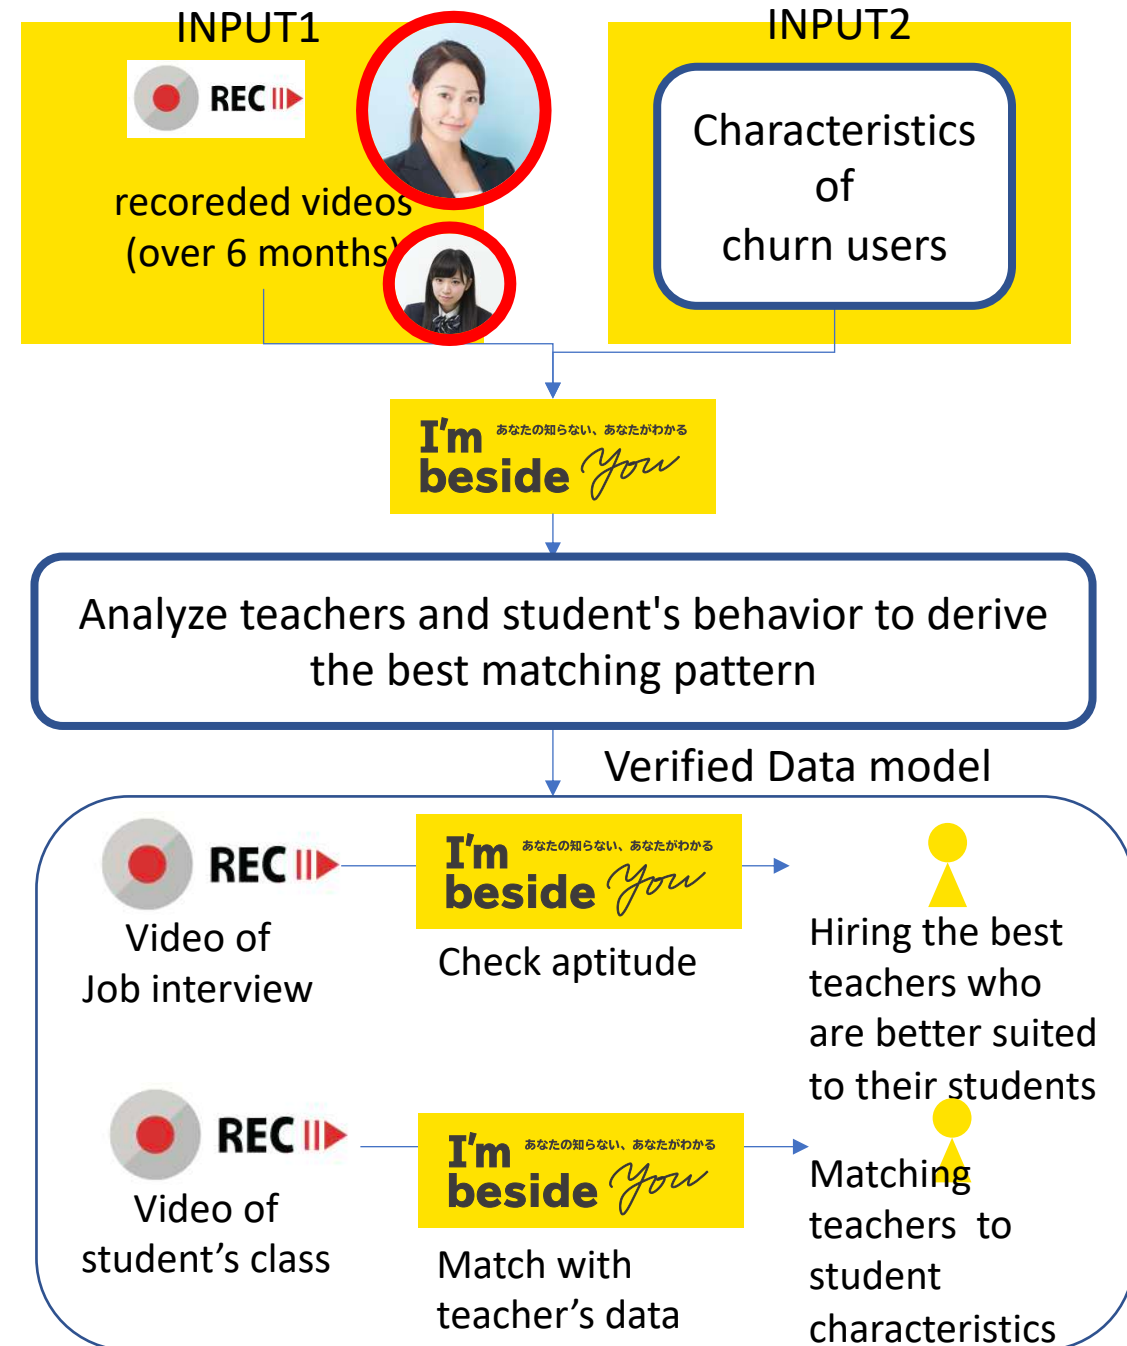 INPUT1
REC
recoreded videos
(over 6 months)
INPUT2
Characteristics
of
churn users
I'm
あなたの知らない、あなたがわかる
beside You
Analyze teachers and student's behavior to derive
the best matching pattern
Verified Data model
REC
Video of
Job interview
I'm
あなたの知らない、あなたがわかる
beside You
Check aptitude
Hiring the best
teachers who
are better suited
to their students
REC
Video of
student’s class
I'm
あなたの知らない、あなたがわかる
beside You
Match with
teacher’s data
Matching
teachers to
student
characteristics